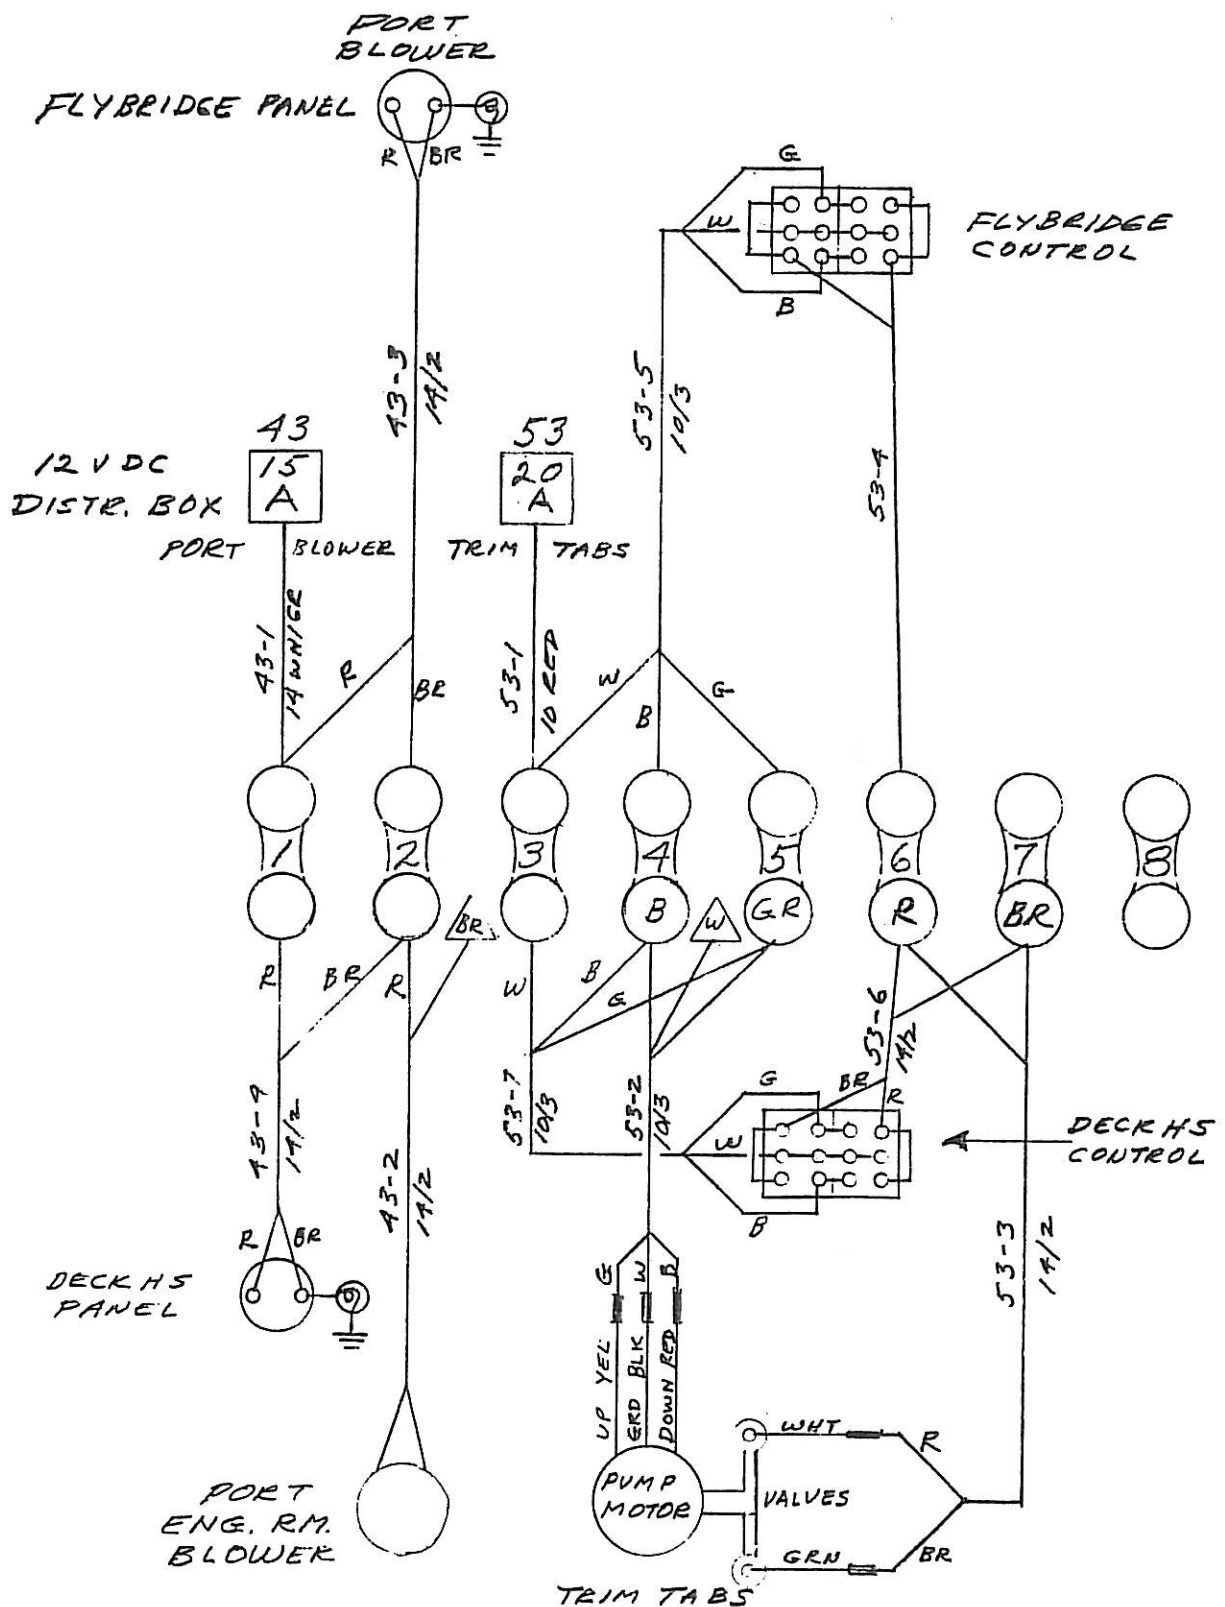 PORT
BLOWER
FLYBRIDGE PANEL
R
BR
G
W
B
FLYBRIDGE
CONTROL
43-3
14/2
53-5
10/3
53-4
43
15
A
53
20
A
12 V DC
DISTR. BOX
PORT BLOWER
TRIM TABS
43-1
14 WH/GR
R
BR
53-1
10 RED
W
B
G
1
2
3
4
5
6
7
8
BR
B
W
GR
R
BR
R
BR
R
W
B
G
53-6
14/2
43-4
14/2
43-2
14/2
53-7
10/3
53-2
10/3
G
W
B
BR
R
DECK HS
CONTROL
53-3
14/2
R
BR
DECK HS
PANEL
G
W
B
UP YEL
GRD BLK
DOWN RED
PUMP
MOTOR
VALVES
WHT
R
GRN
BR
PORT
ENG. RM.
BLOWER
TRIM TABS